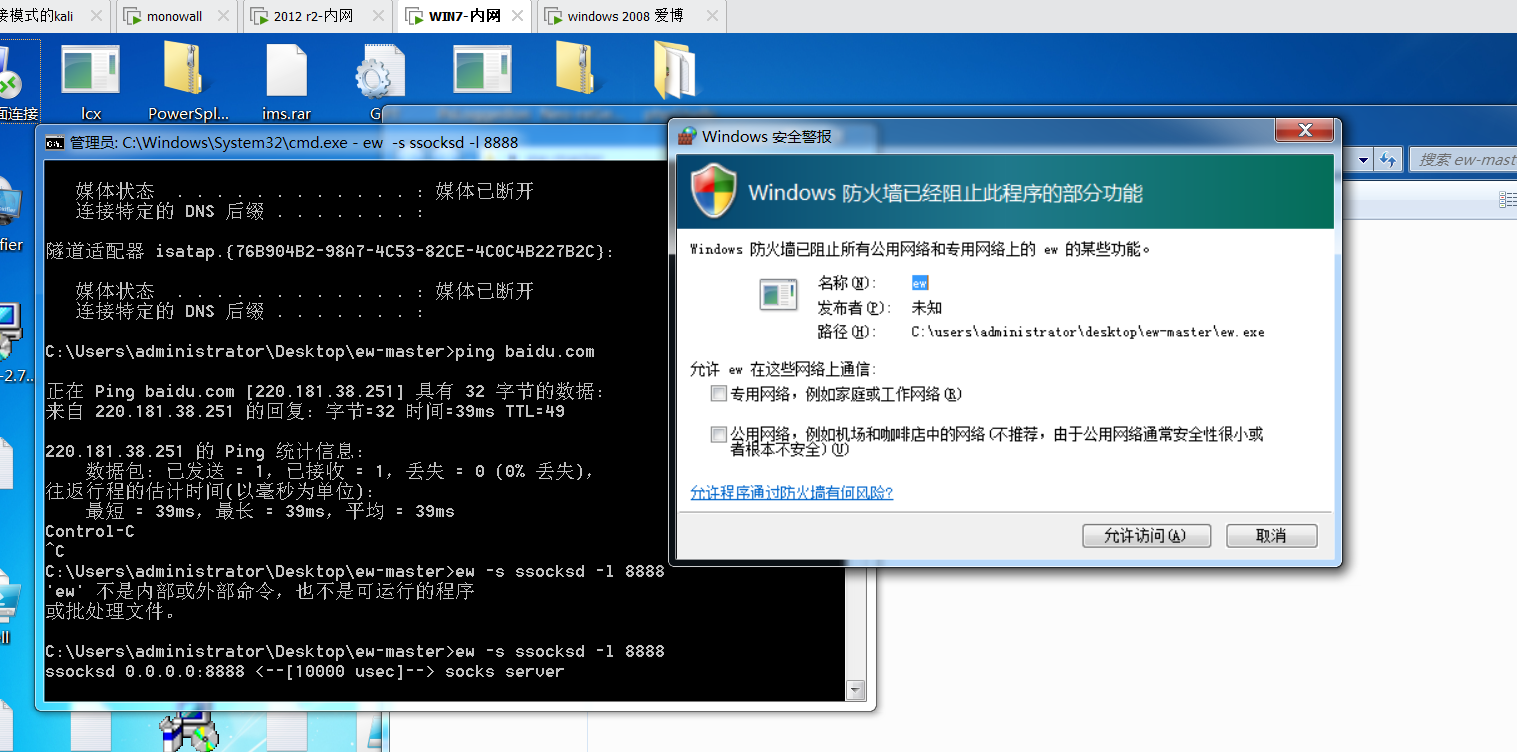 接模式的kali
monowall
2012 r2-内网
WIN7-内网
windows 2008 爱博
面连接
lcx
PowerSpl...
ims.rar
G
管理员: C:\Windows\System32\cmd.exe - ew  -s ssocksd -l 8888
媒体状态 . . . . . . . . . . . . : 媒体已断开
连接特定的 DNS 后缀 . . . . . . . :
隧道适配器 isatap.{76B904B2-98A7-4C53-82CE-4C0C4B227B2C}:
媒体状态 . . . . . . . . . . . . : 媒体已断开
连接特定的 DNS 后缀 . . . . . . . :
C:\Users\administrator\Desktop\ew-master>ping baidu.com
正在 Ping baidu.com [220.181.38.251] 具有 32 字节的数据:
来自 220.181.38.251 的回复: 字节=32 时间=39ms TTL=49
220.181.38.251 的 Ping 统计信息:
数据包: 已发送 = 1，已接收 = 1，丢失 = 0 (0% 丢失)，
往返行程的估计时间(以毫秒为单位):
最短 = 39ms，最长 = 39ms，平均 = 39ms
Control-C
^C
C:\Users\administrator\Desktop\ew-master>ew -s ssocksd -l 8888
'ew' 不是内部或外部命令，也不是可运行的程序
或批处理文件。
C:\Users\administrator\Desktop\ew-master>ew -s ssocksd -l 8888
ssocksd 0.0.0.0:8888 <--[10000 usec]--> socks server
Windows 安全警报
Windows 防火墙已经阻止此程序的部分功能
Windows 防火墙已阻止所有公用网络和专用网络上的 ew 的某些功能。
名称(N): ew
发布者(P): 未知
路径(H): C:\users\administrator\desktop\ew-master\ew.exe
允许 ew 在这些网络上通信:
专用网络，例如家庭或工作网络(R)
公用网络，例如机场和咖啡店中的网络(不推荐，由于公用网络通常安全性很小或
者根本不安全)(U)
允许程序通过防火墙有何风险?
允许访问(A)
取消
搜索 ew-mast
fier
-2.7..
ll